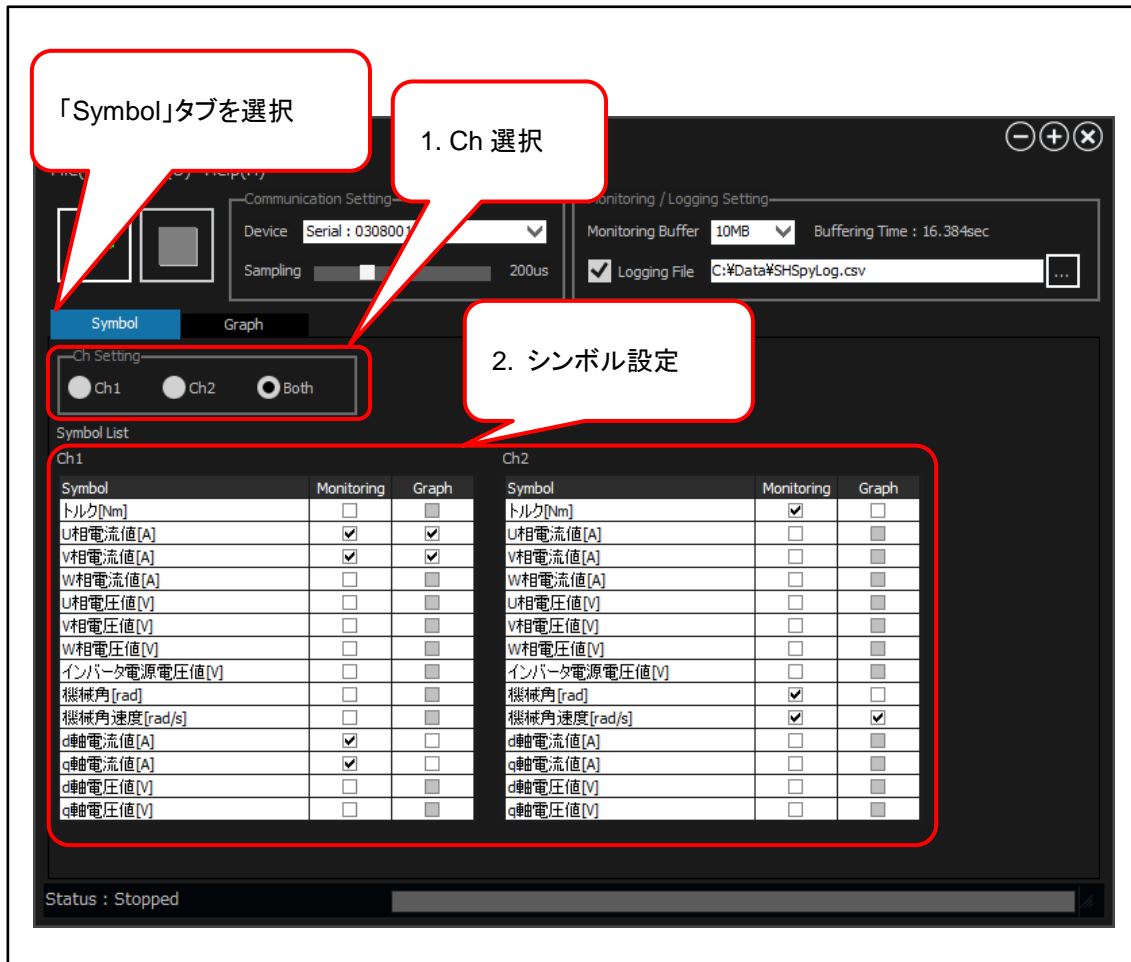 「Symbol」タブを選択
1. Ch 選択
Communication Setting
Device Serial : 0308001
Sampling 200us
Monitoring / Logging Setting
Monitoring Buffer 10MB Buffering Time : 16.384sec
Logging File C:¥Data¥SHSpyLog.csv ...
Symbol Graph
2. シンボル設定
Ch Setting
Ch1 Ch2 Both
Symbol List
Ch1
Symbol Monitoring Graph
トルク[Nm]
U相電流値[A]
V相電流値[A]
W相電流値[A]
U相電圧値[V]
V相電圧値[V]
W相電圧値[V]
インバータ電源電圧値[V]
機械角[rad]
機械角速度[rad/s]
d軸電流値[A]
q軸電流値[A]
d軸電圧値[V]
q軸電圧値[V]
Ch2
Symbol Monitoring Graph
トルク[Nm]
U相電流値[A]
V相電流値[A]
W相電流値[A]
U相電圧値[V]
V相電圧値[V]
W相電圧値[V]
インバータ電源電圧値[V]
機械角[rad]
機械角速度[rad/s]
d軸電流値[A]
q軸電流値[A]
d軸電圧値[V]
q軸電圧値[V]
Status : Stopped